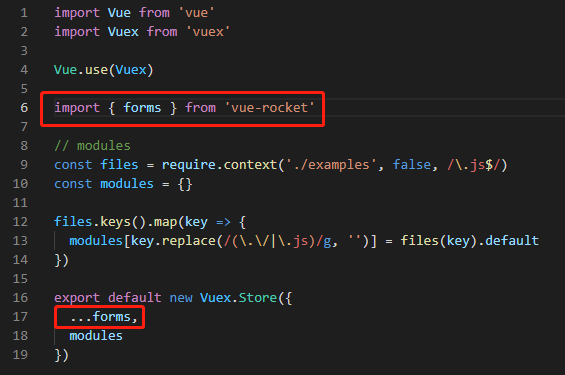 1 import Vue from 'vue'
2 import Vuex from 'vuex'
3
4 Vue.use(Vuex)
5
6 import { forms } from 'vue-rocket'
7
8 // modules
9 const files = require.context('./examples', false, /\.js$/)
10 const modules = {}
11
12 files.keys().map(key => {
13   modules[key.replace(/(\.\/|\.js)/g, '')] = files(key).default
14 })
15
16 export default new Vuex.Store({
17   ...forms,
18   modules
19 })